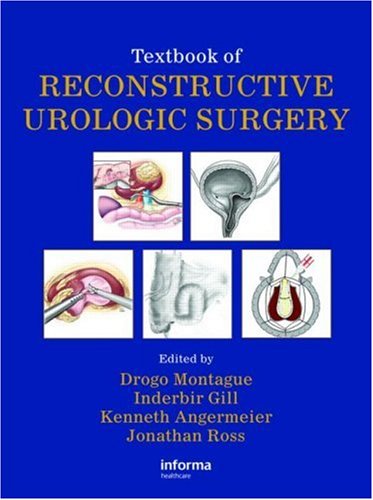 Textbook of
RECONSTRUCTIVE
UROLOGIC SURGERY
Edited by
Drogo Montague
Inderbir Gill
Kenneth Angermeier
Jonathan Ross
informa
healthcare